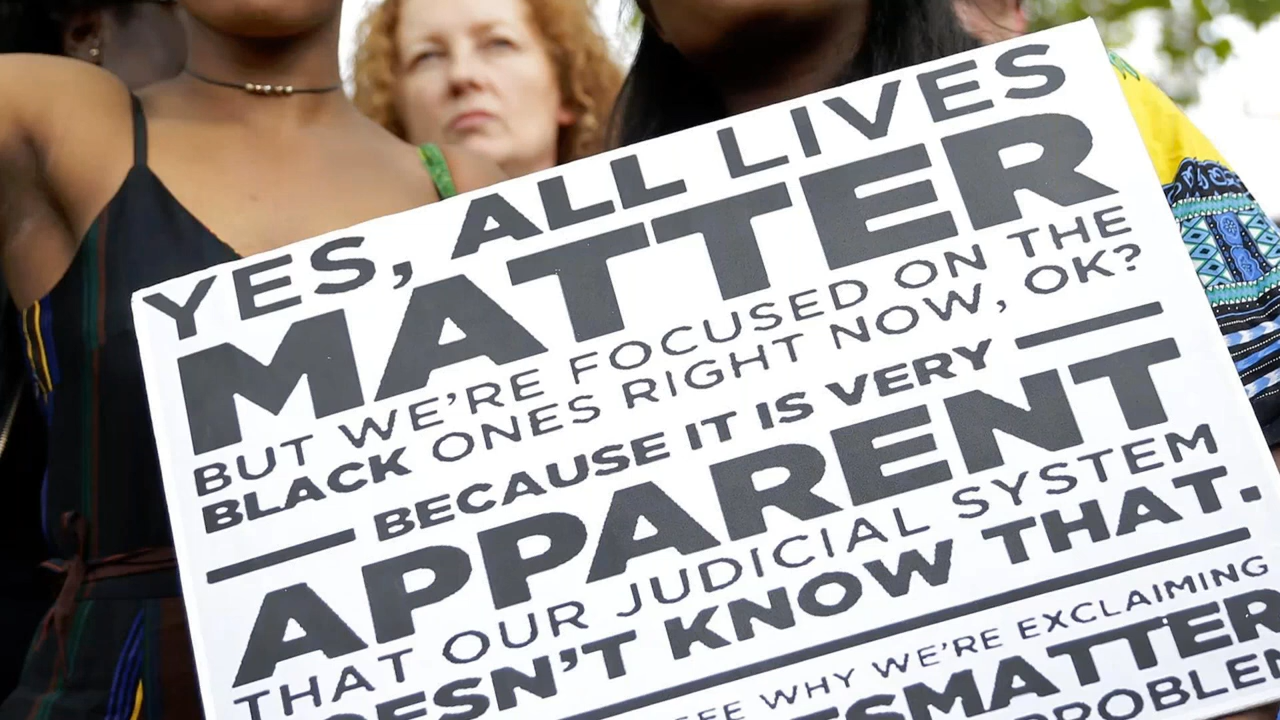 YES, ALL LIVES
MATTER
BUT WE'RE FOCUSED ON THE
BLACK ONES RIGHT NOW, OK?
BECAUSE IT IS VERY
APPARENT
THAT OUR JUDICIAL SYSTEM
KNOW THAT.
WHY WE'RE EXCLAIMING